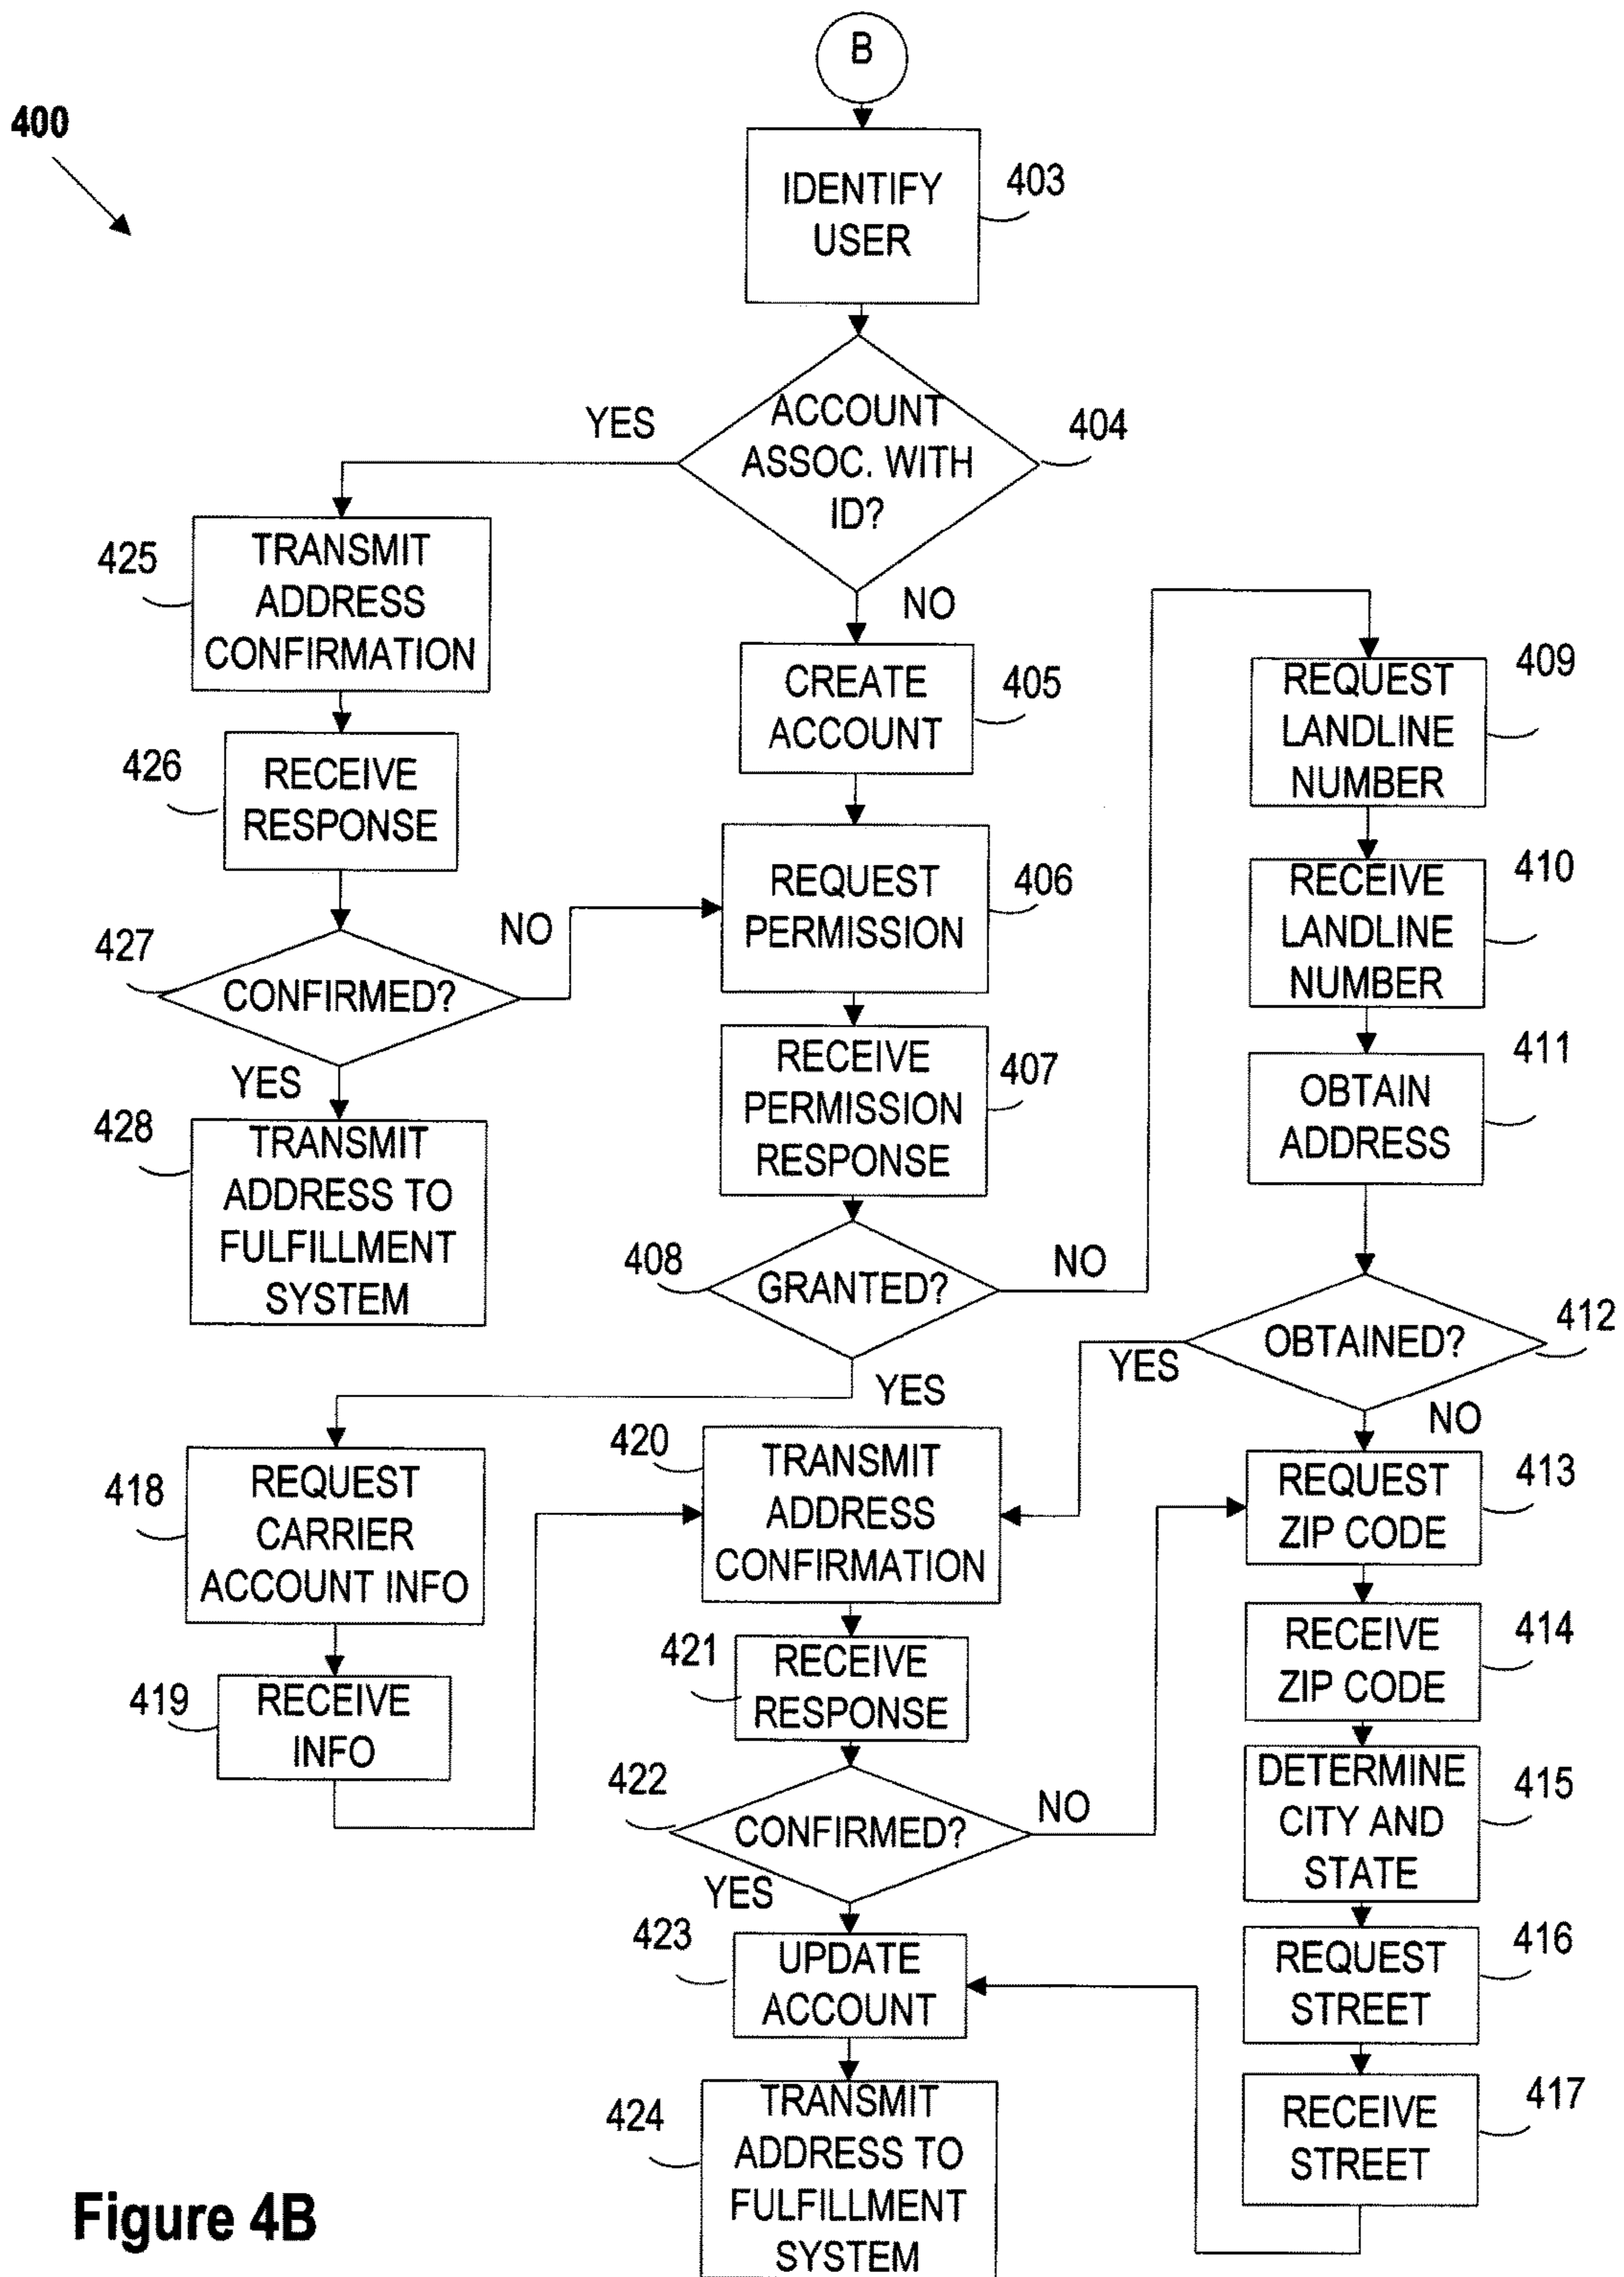 B
400
IDENTIFY
USER
403
ACCOUNT
ASSOC. WITH
ID?
404
YES
NO
425
TRANSMIT
ADDRESS
CONFIRMATION
CREATE
ACCOUNT
405
REQUEST
LANDLINE
NUMBER
409
426
RECEIVE
RESPONSE
REQUEST
PERMISSION
406
RECEIVE
LANDLINE
NUMBER
410
427
CONFIRMED?
NO
YES
RECEIVE
PERMISSION
RESPONSE
407
OBTAIN
ADDRESS
411
428
TRANSMIT
ADDRESS TO
FULFILLMENT
SYSTEM
408
GRANTED?
NO
YES
OBTAINED?
412
YES
NO
418
REQUEST
CARRIER
ACCOUNT INFO
420
TRANSMIT
ADDRESS
CONFIRMATION
REQUEST
ZIP CODE
413
419
RECEIVE
INFO
421
RECEIVE
RESPONSE
RECEIVE
ZIP CODE
414
422
CONFIRMED?
NO
YES
DETERMINE
CITY AND
STATE
415
423
UPDATE
ACCOUNT
REQUEST
STREET
416
424
TRANSMIT
ADDRESS TO
FULFILLMENT
SYSTEM
RECEIVE
STREET
417
Figure 4B